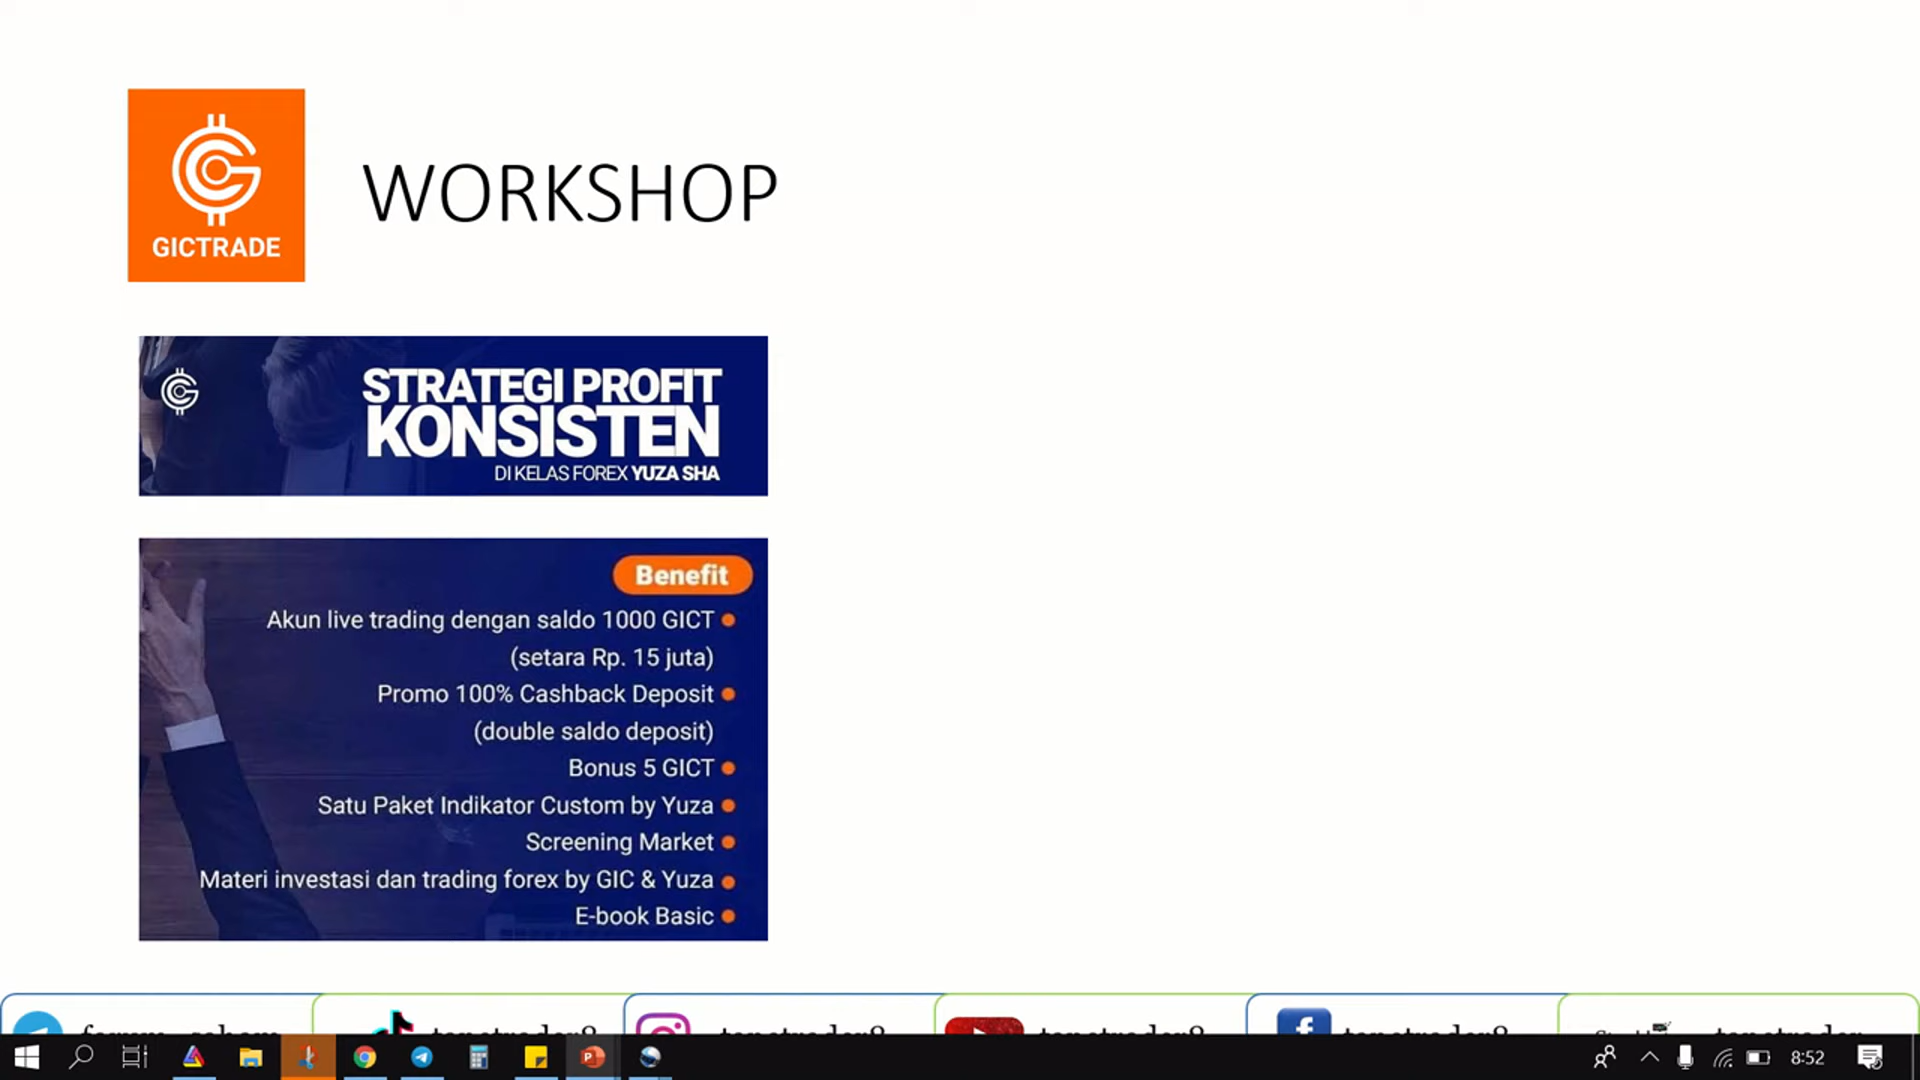 GICTRADE
WORKSHOP
STRATEGI PROFIT
KONSISTEN
DI KELAS FOREX YUZA SHA
Benefit
Akun live trading dengan saldo 1000 GICT
(setara Rp. 15 juta)
Promo 100% Cashback Deposit
(double saldo deposit)
Bonus 5 GICT
Satu Paket Indikator Custom by Yuza
Screening Market
Materi investasi dan trading forex by GIC & Yuza
E-book Basic
8:52